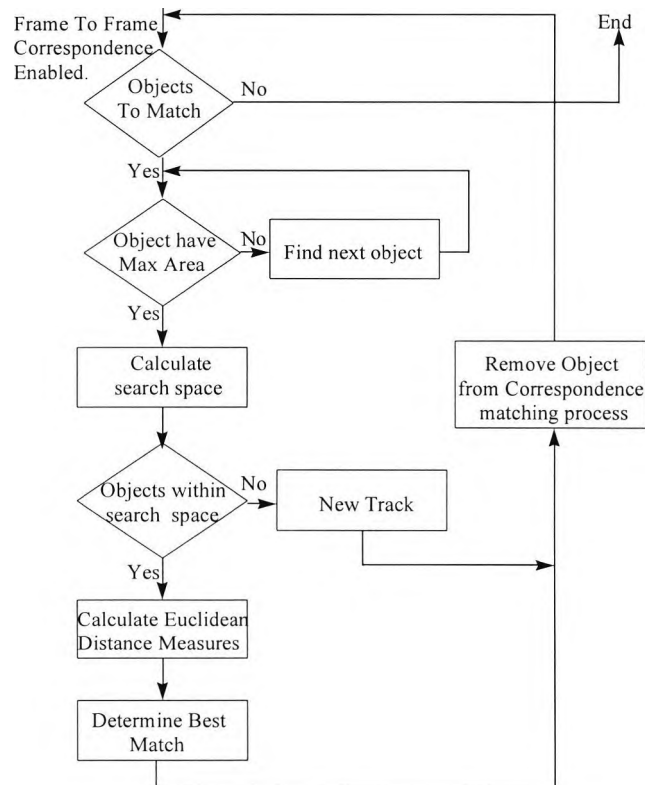 Frame To Frame
Correspondence
Enabled.
End
Objects
To Match
No
Yes
Object have
Max Area
No
Find next object
Yes
Calculate
search space
Remove Object
from Correspondence
matching process
Objects within
search space
No
New Track
Yes
Calculate Euclidean
Distance Measures
Determine Best
Match